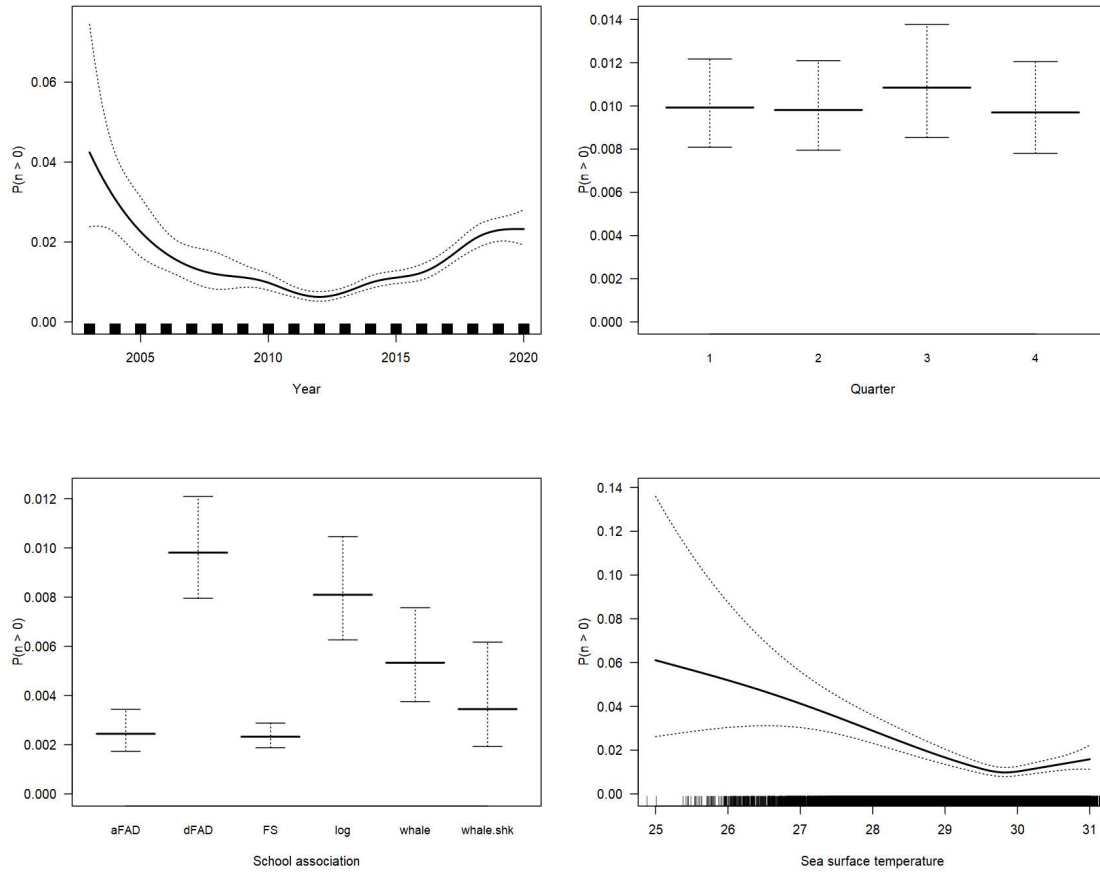 P(n > 0)
0.06
0.04
0.02
0.00
2005 2010 2015 2020
Year
P(n > 0)
0.014
0.012
0.010
0.008
0.006
0.004
0.002
0.000
1 2 3 4
Quarter
P(n > 0)
0.012
0.010
0.008
0.006
0.004
0.002
0.000
aFAD dFAD FS log whale whale.shk
School association
P(n > 0)
0.14
0.12
0.10
0.08
0.06
0.04
0.02
0.00
25 26 27 28 29 30 31
Sea surface temperature